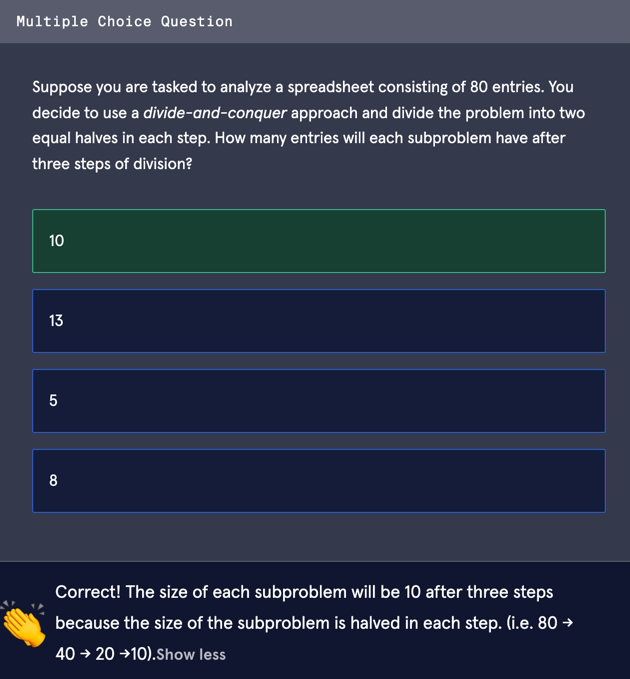 Multiple Choice Question
Suppose you are tasked to analyze a spreadsheet consisting of 80 entries. You
decide to use a divide-and-conquer approach and divide the problem into two
equal halves in each step. How many entries will each subproblem have after
three steps of division?
10
13
5
8
Correct! The size of each subproblem will be 10 after three steps
because the size of the subproblem is halved in each step. (i.e. 80 →
40 → 20 →10).Show less